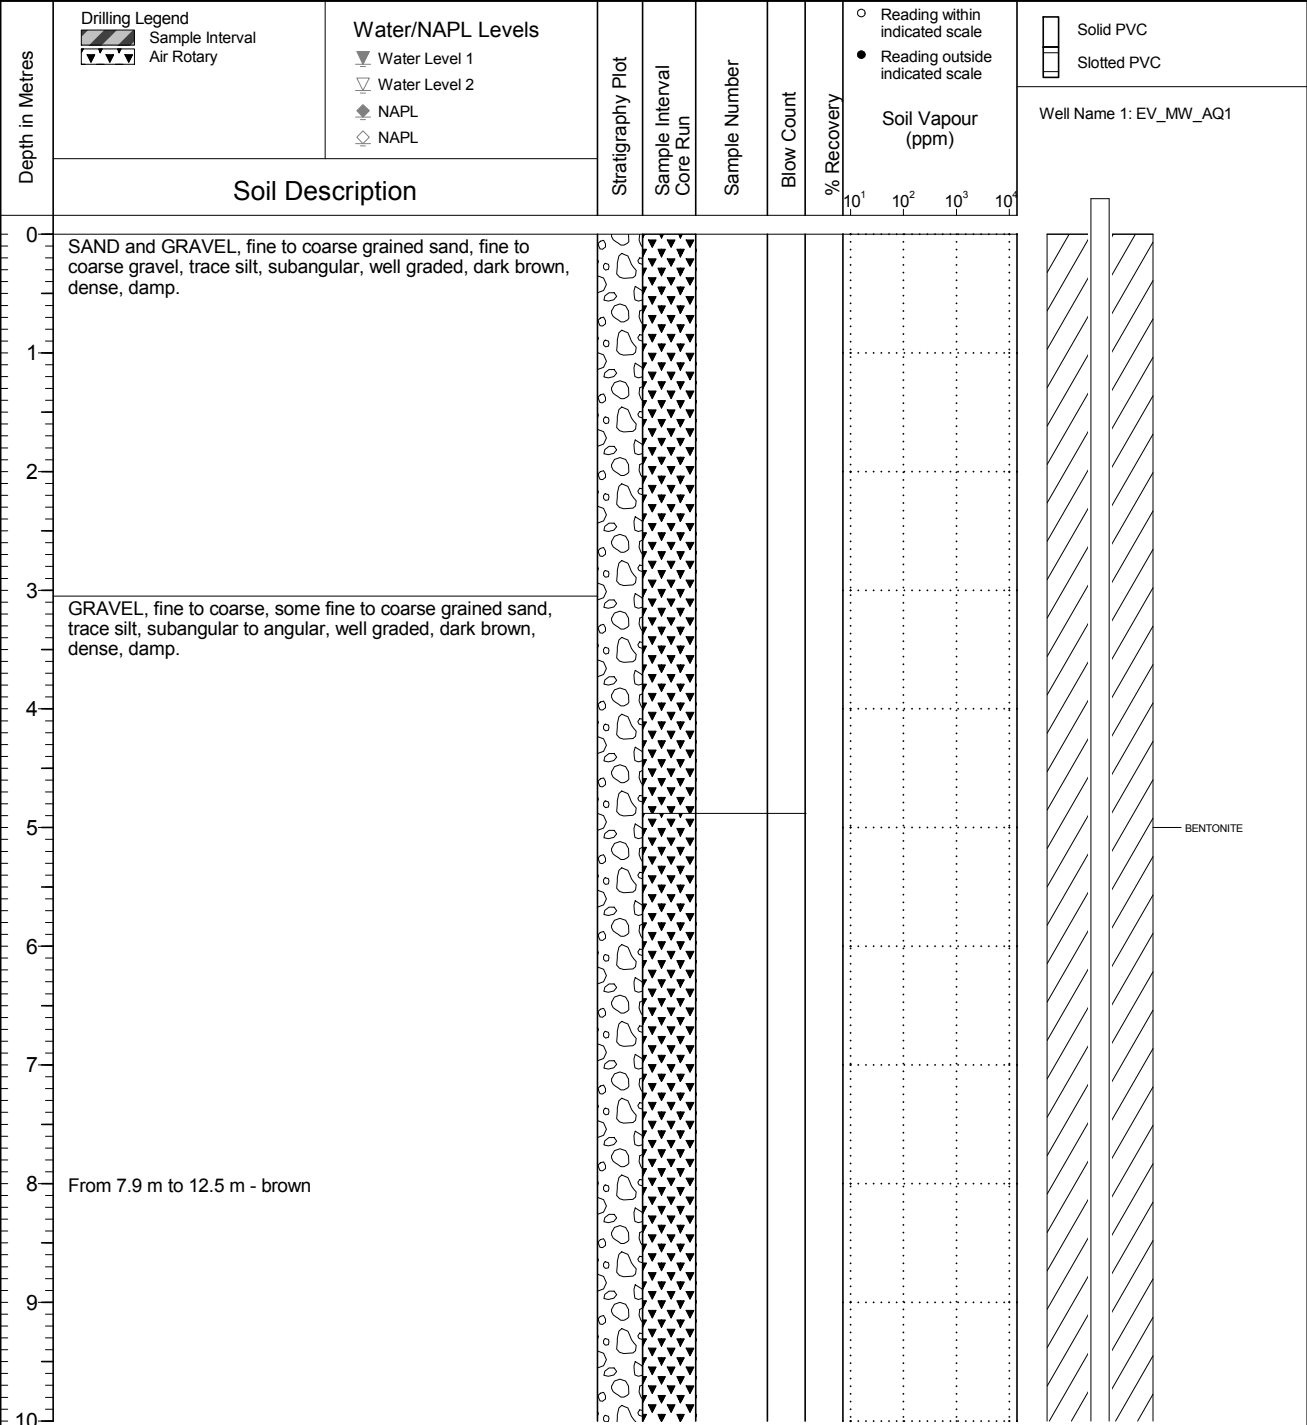 Drilling Legend
Sample Interval
Air Rotary
Water/NAPL Levels
Water Level 1
Water Level 2
NAPL
NAPL
Depth in Metres
Soil Description
Stratigraphy Plot
Sample Interval
Core Run
Sample Number
Blow Count
% Recovery
Reading within
indicated scale
Reading outside
indicated scale
Soil Vapour
(ppm)
10¹ 10² 10³ 10⁴
Solid PVC
Slotted PVC
Well Name 1: EV_MW_AQ1
0
SAND and GRAVEL, fine to coarse grained sand, fine to
coarse gravel, trace silt, subangular, well graded, dark brown,
dense, damp.
1
2
3
GRAVEL, fine to coarse, some fine to coarse grained sand,
trace silt, subangular to angular, well graded, dark brown,
dense, damp.
4
5
BENTONITE
6
7
8
From 7.9 m to 12.5 m - brown
9
10